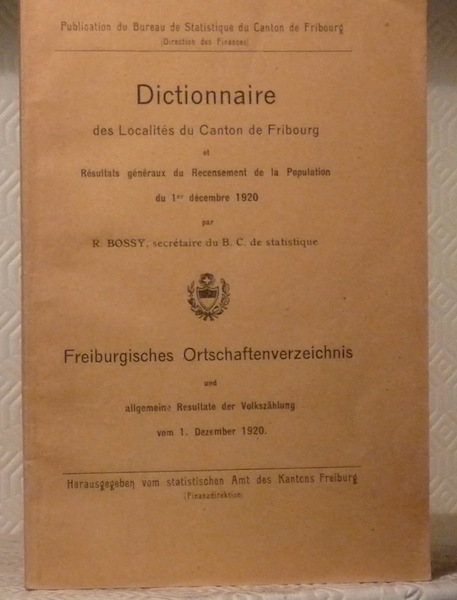 Publication du Bureau de Statistique du Canton de Fribourg
(Direction des Finances)
Dictionnaire
des Localités du Canton de Fribourg
et
Résultats généraux du Recensement de la Population
du 1er décembre 1920
par
R. BOSSY, secrétaire du B. C. de statistique
Freiburgisches Ortschaftenverzeichnis
und
allgemeine Resultate der Volkszählung
vom 1. Dezember 1920.
Herausgegeben vom statistischen Amt des Kantons Freiburg
(Finanzdirektion)